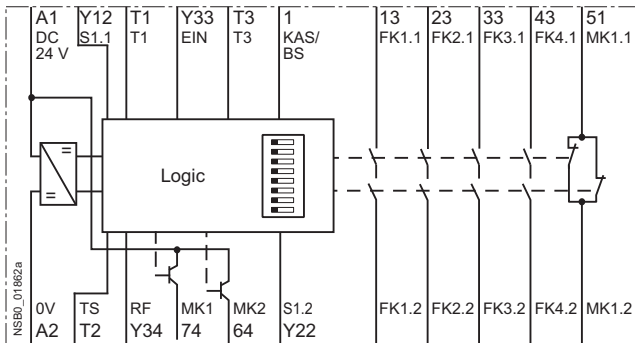 A1 Y12 T1 Y33 T3 1 13 23 33 43 51
DC S1.1 T1 EIN T3 KAS/ FK1.1 FK2.1 FK3.1 FK4.1 MK1.1
24 V BS
=
=
Logic
NSB0_01862a
0V TS RF MK1 MK2 S1.2 FK1.2 FK2.2 FK3.2 FK4.2 MK1.2
A2 T2 Y34 74 64 Y22